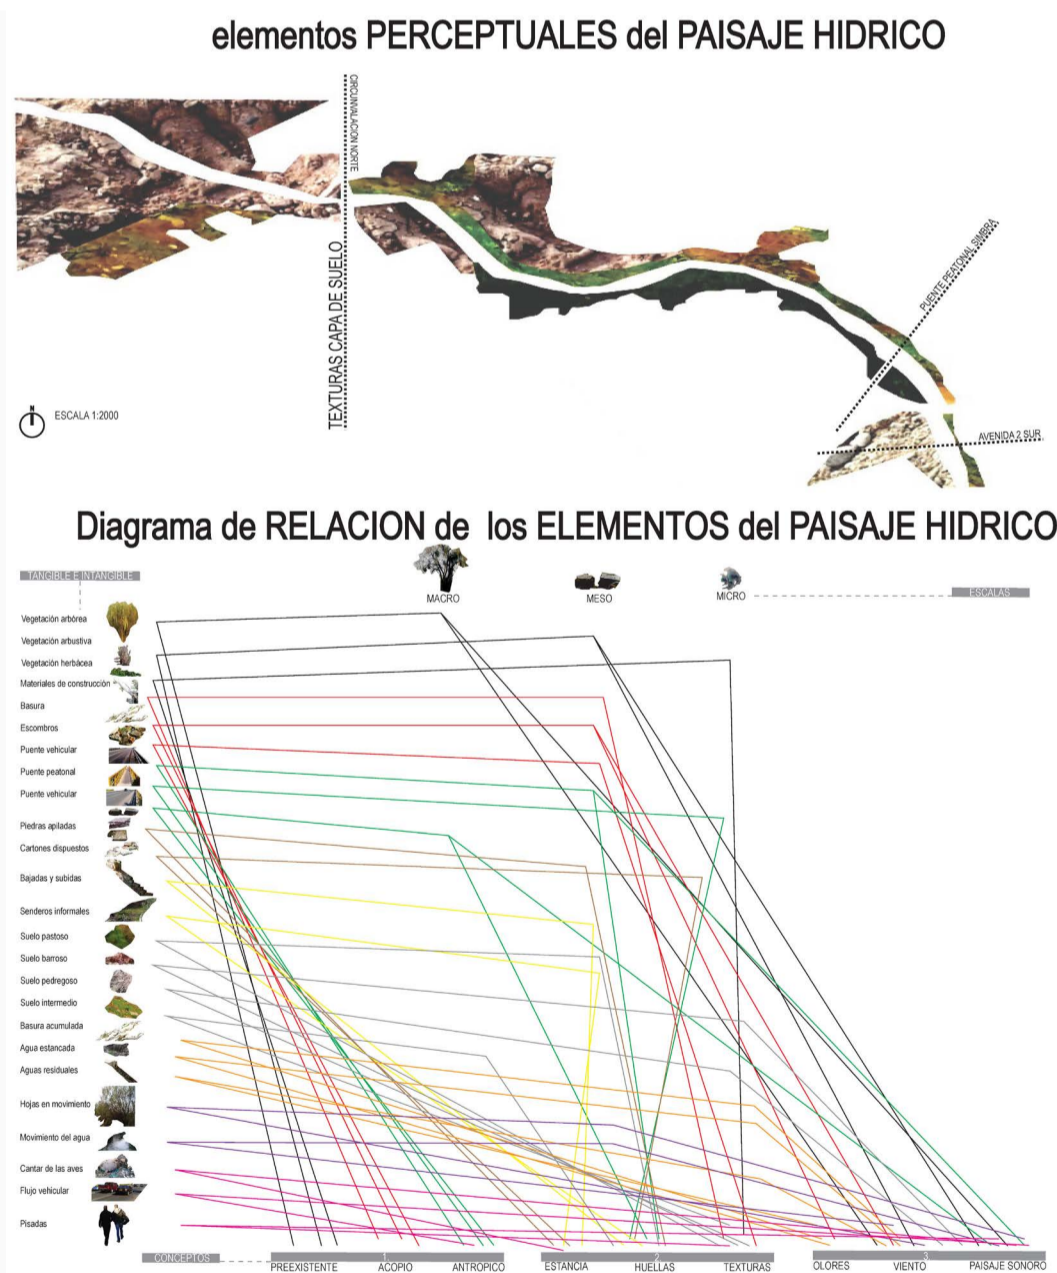 elementos PERCEPTUALES del PAISAJE HIDRICO
CIRCUNVALACION NORTE
TEXTURAS CAPA DE SUELO
PUENTE PEATONAL SIMBRA
N
ESCALA 1:2000
AVENIDA 2 SUR
Diagrama de RELACION de los ELEMENTOS del PAISAJE HIDRICO
TANGIBLE E INTANGIBLE
MACRO
MESO
MICRO
ESCALAS
Vegetación arbórea
Vegetación arbustiva
Vegetación herbácea
Materiales de construcción
Basura
Escombros
Puente vehicular
Puente peatonal
Puente vehicular
Piedras apiladas
Cartones dispuestos
Bajadas y subidas
Senderos informales
Suelo pastoso
Suelo barroso
Suelo pedregoso
Suelo intermedio
Basura acumulada
Agua estancada
Aguas residuales
Hojas en movimiento
Movimiento del agua
Cantar de las aves
Flujo vehicular
Pisadas
CONCEPTOS
1
2
3
PREEXISTENTE
ACOPIO
ANTROPICO
ESTANCIA
HUELLAS
TEXTURAS
OLORES
VIENTO
PAISAJE SONORO